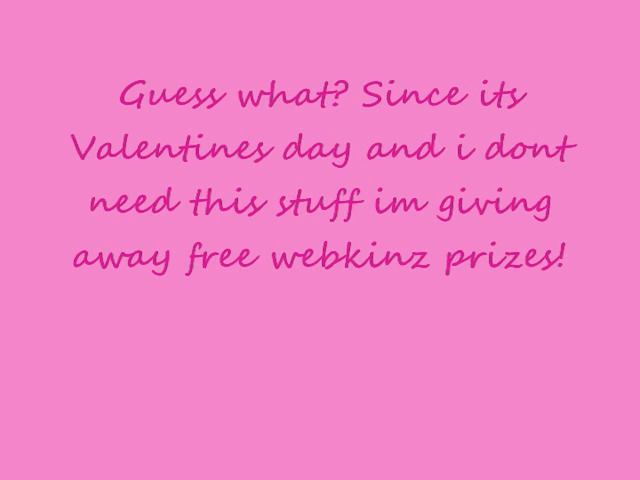 Guess what? Since its
Valentines day and i dont
need this stuff im giving
away free webkinz prizes!